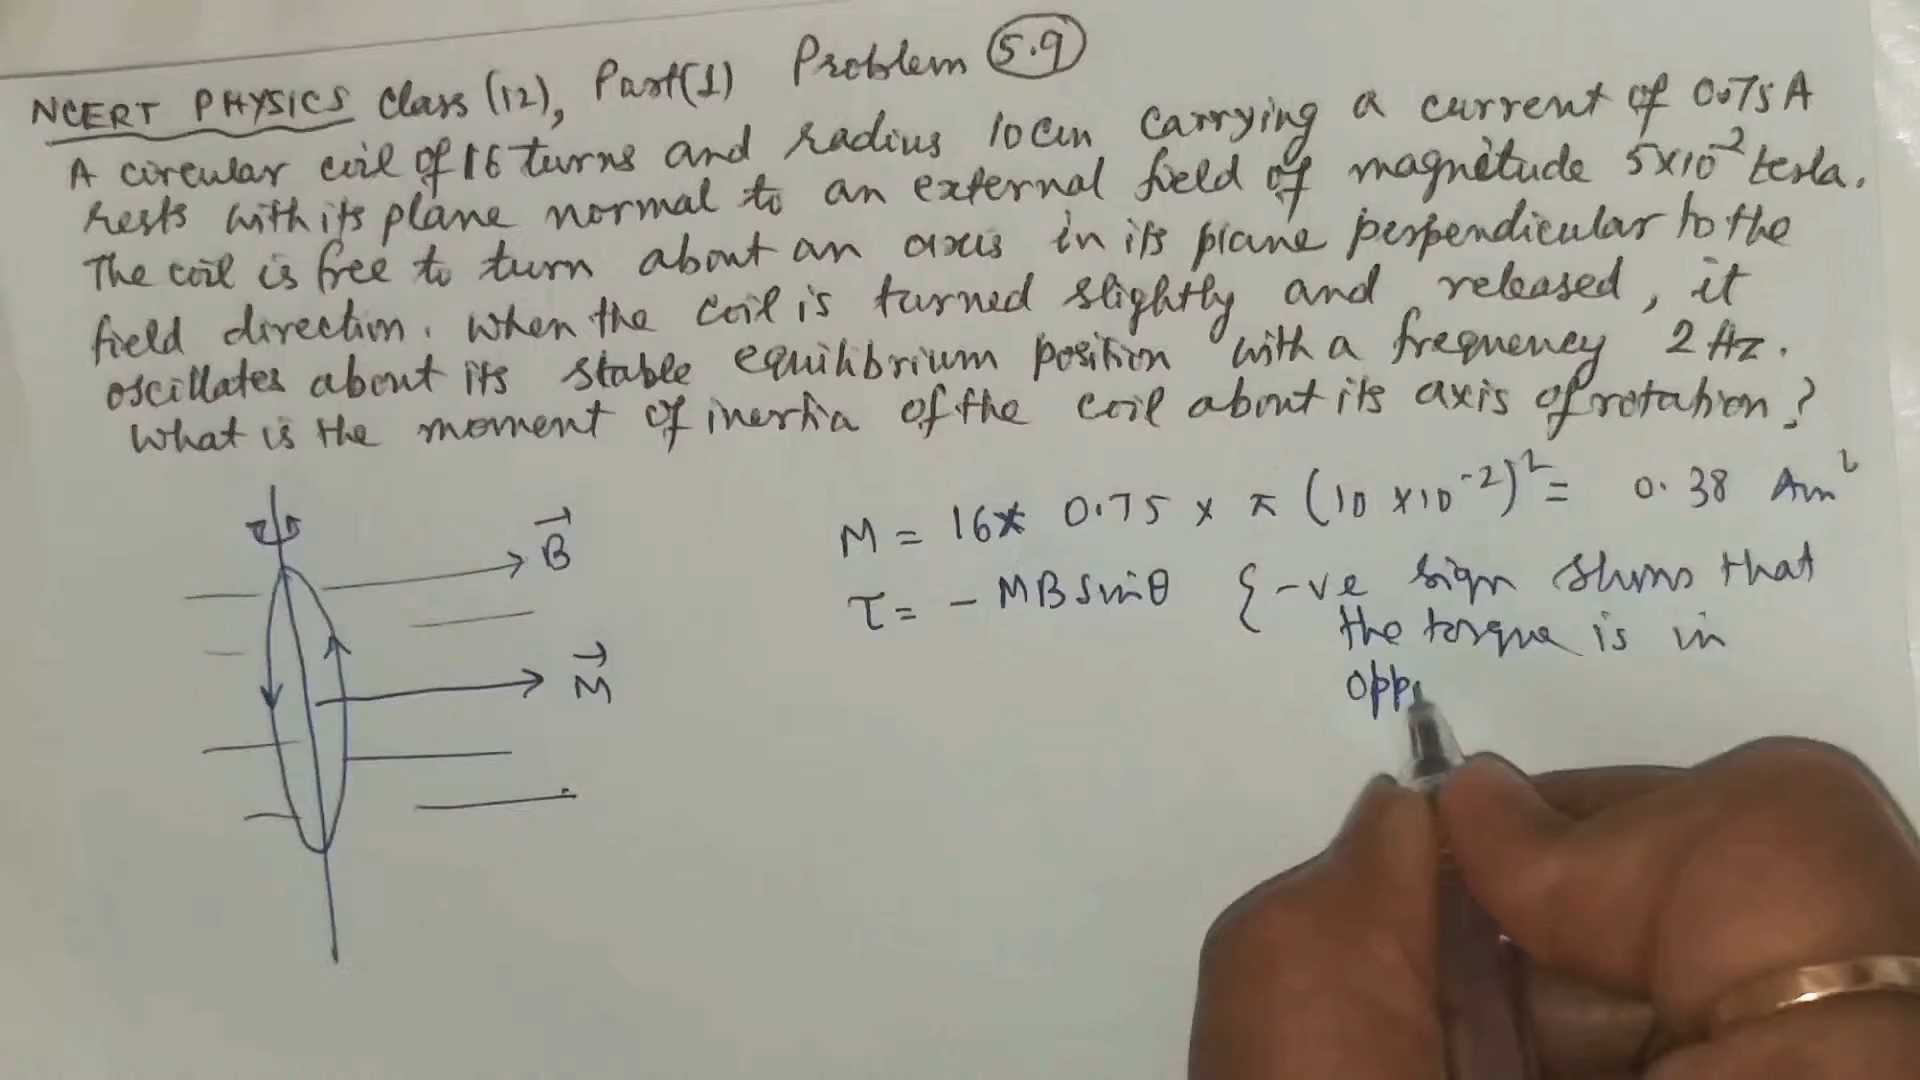 NCERT PHYSICS Class (12), Part(1) Problem 5.9
A circular coil of 16 turns and radius 10 cm carrying a current of 0.75 A
rests with its plane normal to an external field of magnitude 5×10⁻² tesla.
The coil is free to turn about an axis in its plane perpendicular to the
field direction. When the coil is turned slightly and released, it
oscillates about its stable equilibrium position with a frequency 2 Hz.
What is the moment of inertia of the coil about its axis of rotation?
M = 16 × 0.75 × π (10 × 10⁻²)² = 0.38 Am²
τ = - MB sinθ { -ve sign shows that
the torque is in
opp
B
M